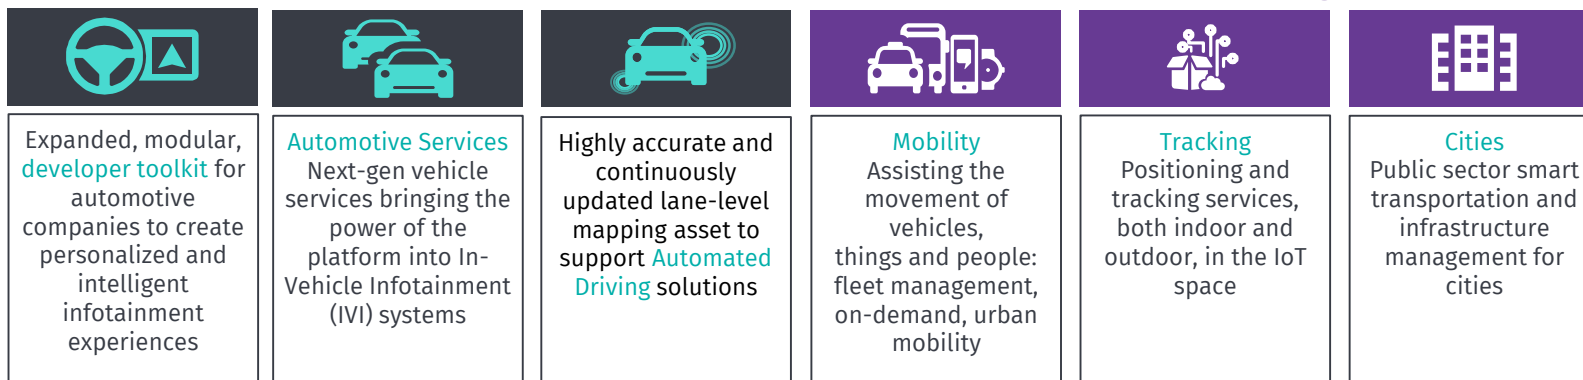 Expanded, modular,
developer toolkit for
automotive
companies to create
personalized and
intelligent
infotainment
experiences
Automotive Services
Next-gen vehicle
services bringing the
power of the
platform into In-
Vehicle Infotainment
(IVI) systems
Highly accurate and
continuously
updated lane-level
mapping asset to
support Automated
Driving solutions
Mobility
Assisting the
movement of
vehicles,
things and people:
fleet management,
on-demand, urban
mobility
Tracking
Positioning and
tracking services,
both indoor and
outdoor, in the IoT
space
Cities
Public sector smart
transportation and
infrastructure
management for
cities